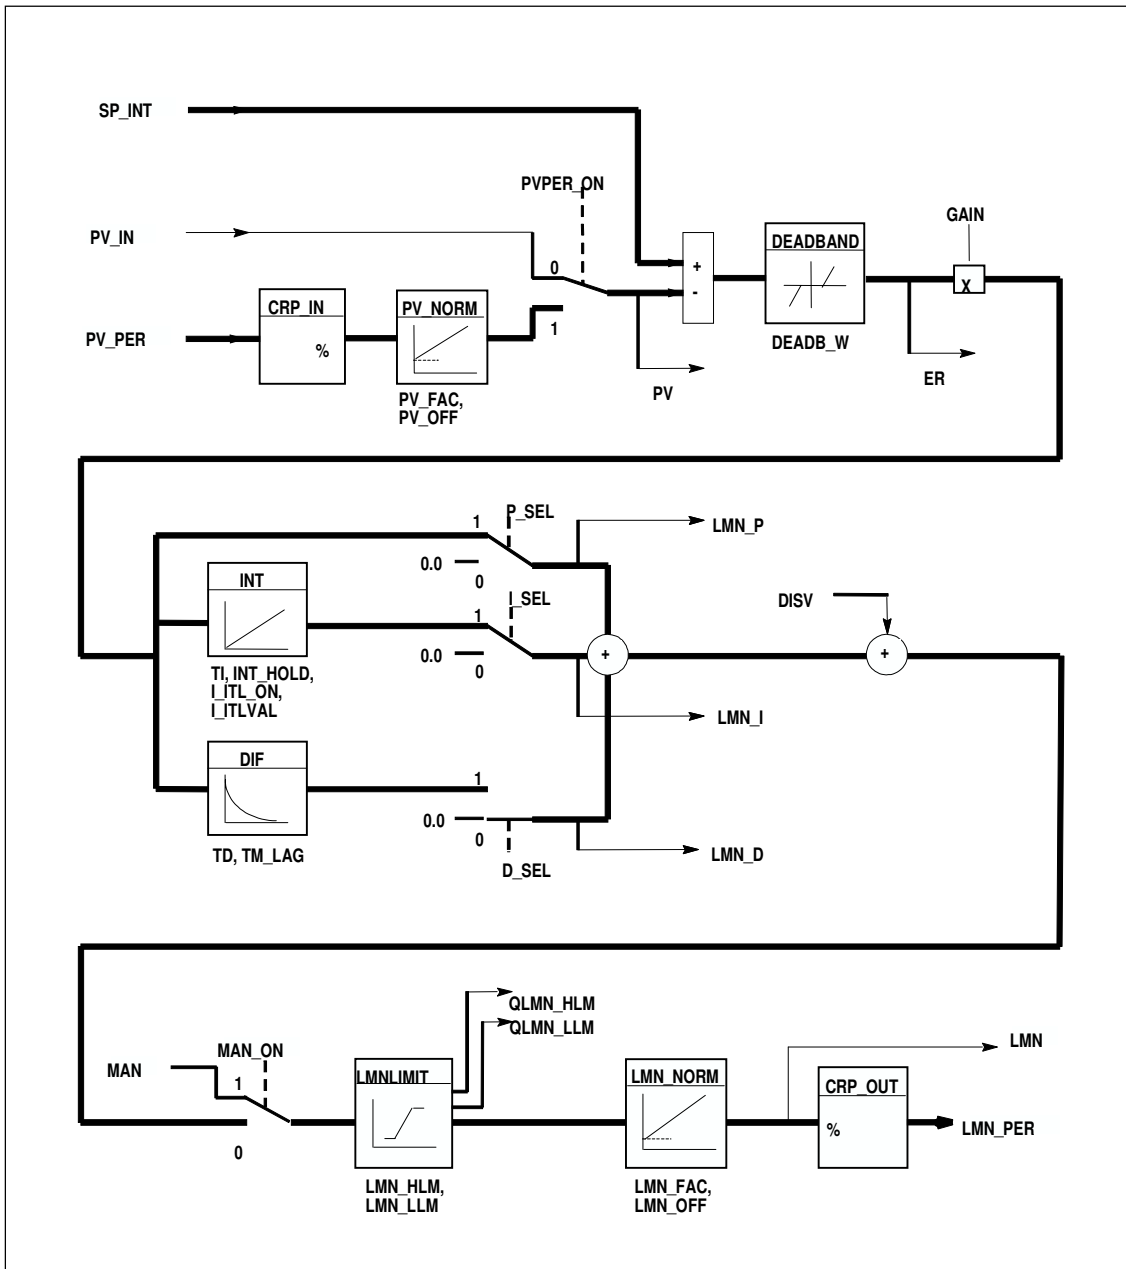 SP_INT
PVPER_ON
GAIN
PV_IN
DEADBAND
0
+
-
X
CRP_IN
PV_NORM
PV_PER
%
1
DEADB_W
ER
PV
PV_FAC,
PV_OFF
P_SEL
1
LMN_P
0.0
0
INT
I_SEL
1
DISV
0.0
0
+
+
TI, INT_HOLD,
I_ITL_ON,
I_ITLVAL
LMN_I
DIF
1
0.0
0
TD, TM_LAG
D_SEL
LMN_D
QLMN_HLM
QLMN_LLM
MAN_ON
LMN
MAN
1
LMNLIMIT
LMN_NORM
CRP_OUT
%
LMN_PER
0
LMN_HLM,
LMN_LLM
LMN_FAC,
LMN_OFF